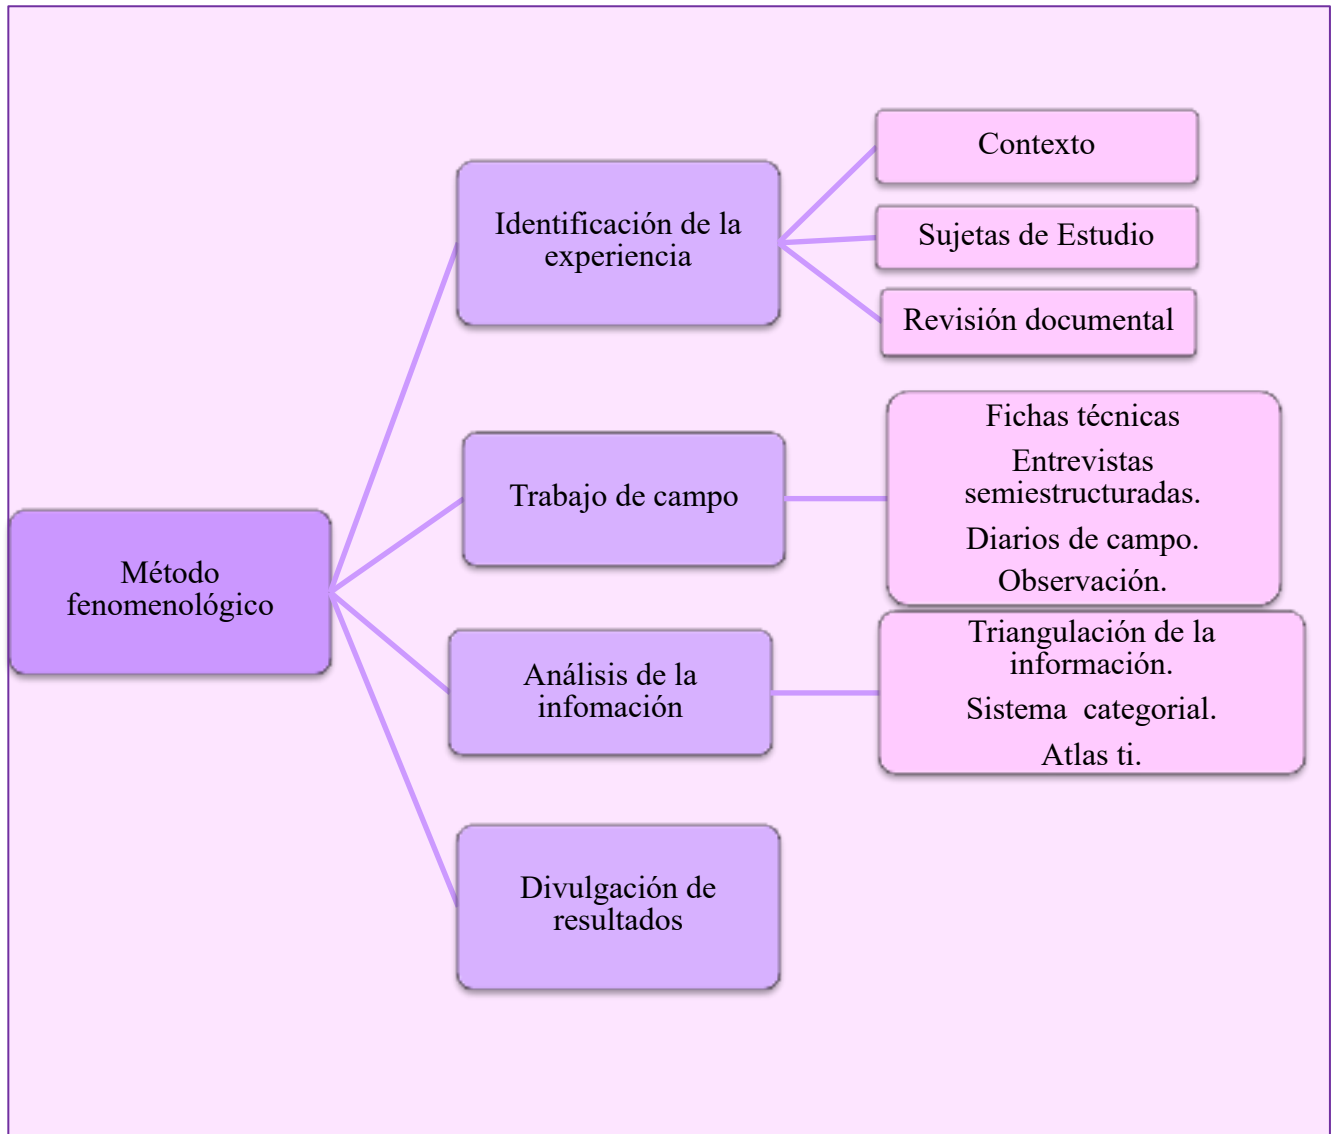 Método
fenomenológico
Identificación de la
experiencia
Contexto
Sujetas de Estudio
Revisión documental
Trabajo de campo
Fichas técnicas
Entrevistas
semiestructuradas.
Diarios de campo.
Observación.
Análisis de la
infomación
Triangulación de la
información.
Sistema categorial.
Atlas ti.
Divulgación de
resultados